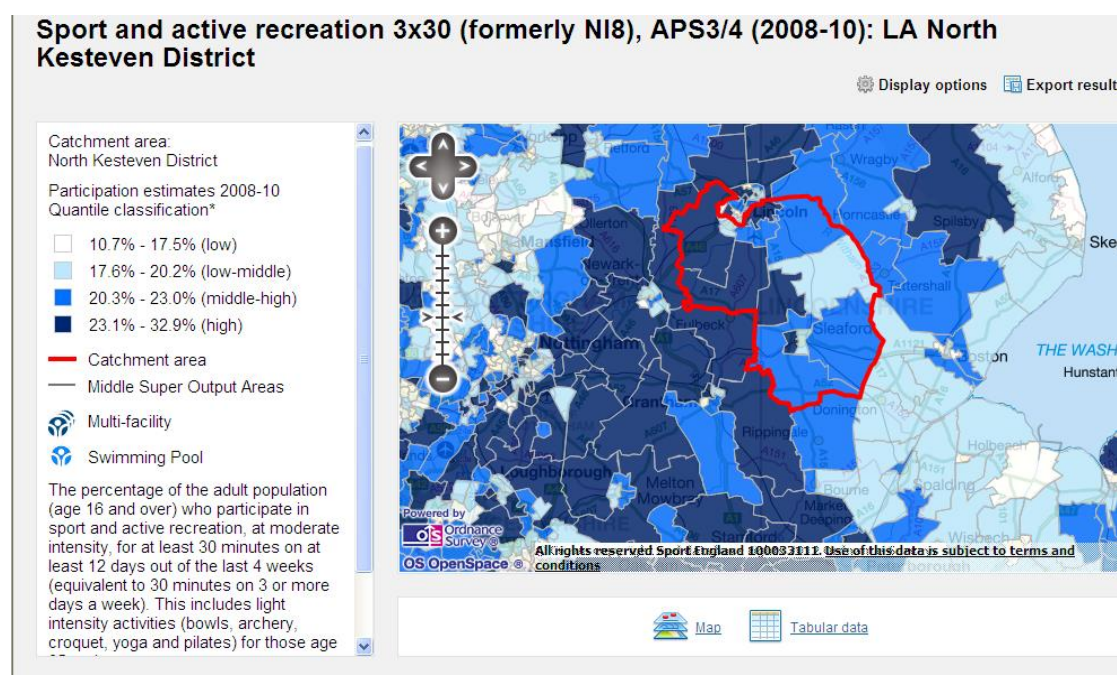 Sport and active recreation 3x30 (formerly NI8), APS3/4 (2008-10): LA North
Kesteven District
Display options
Export result
Catchment area:
North Kesteven District
Participation estimates 2008-10
Quantile classification*
10.7% - 17.5% (low)
17.6% - 20.2% (low-middle)
20.3% - 23.0% (middle-high)
23.1% - 32.9% (high)
Catchment area
Middle Super Output Areas
Multi-facility
Swimming Pool
The percentage of the adult population
(age 16 and over) who participate in
sport and active recreation, at moderate
intensity, for at least 30 minutes on at
least 12 days out of the last 4 weeks
(equivalent to 30 minutes on 3 or more
days a week). This includes light
intensity activities (bowls, archery,
croquet, yoga and pilates) for those age
Retford
Wragby
Alford
Bolsover
Ollerton
Lincoln
Horncastle
Spilsby
Mansfield
Newark-
Ske
Tattershall
Fulbeck
Sleaford
Nottingham
A1121
Boston
THE WASH
Hunstant
Grantham
Donington
Rippingale
A151
Holbeach
Loughborough
Melton
Mowbray
Bourne
Spalding
Market
Deeping
Stamford
Wisbech
Peterborough
Powered by
Ordnance
Survey®
OS OpenSpace ®
All rights reserved Sport England 100033111. Use of this data is subject to terms and
conditions
Map
Tabular data